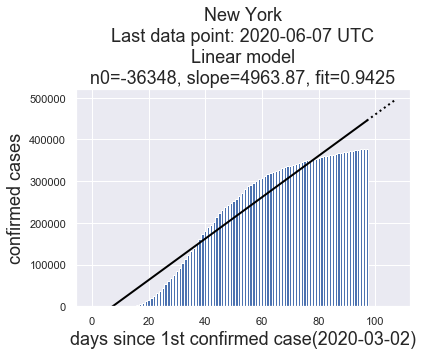 New York
Last data point: 2020-06-07 UTC
Linear model
n0=-36348, slope=4963.87, fit=0.9425
500000
400000
300000
200000
100000
0
confirmed cases
0 20 40 60 80 100
days since 1st confirmed case(2020-03-02)